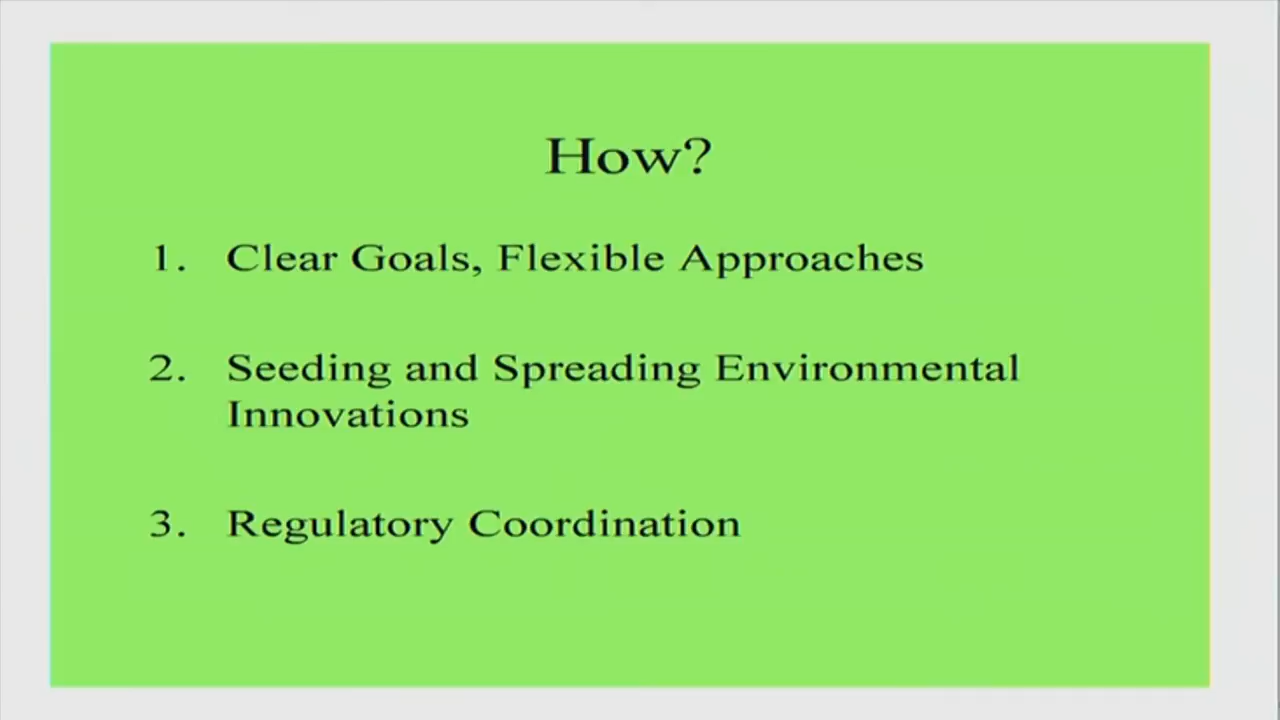 How?
1. Clear Goals, Flexible Approaches
2. Seeding and Spreading Environmental
Innovations
3. Regulatory Coordination